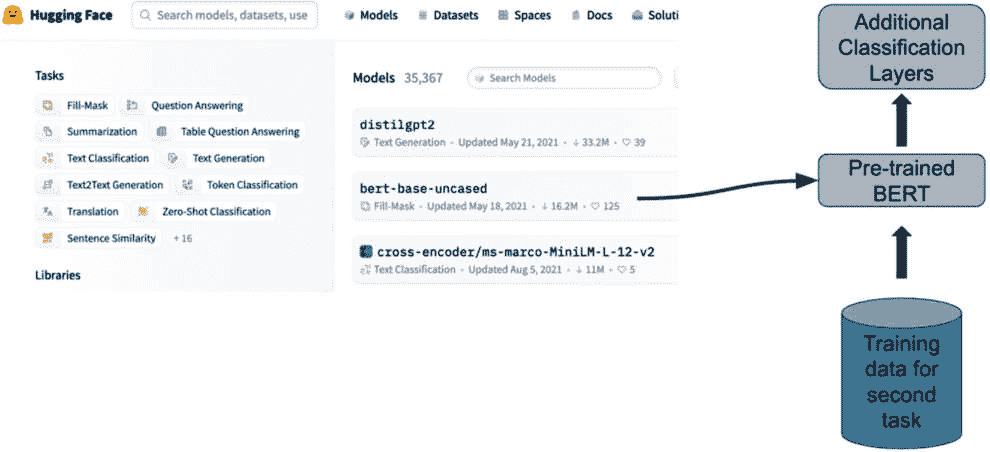 Hugging Face
Search models, datasets, use
Models
Datasets
Spaces
Docs
Soluti
Tasks
Fill-Mask
Question Answering
Summarization
Table Question Answering
Text Classification
Text Generation
Text2Text Generation
Token Classification
Translation
Zero-Shot Classification
Sentence Similarity
+ 16
Libraries
Models 35,367
Search Models
distilgpt2
Text Generation • Updated May 21, 2021 • ↓ 33.2M • ♡ 39
bert-base-uncased
Fill-Mask • Updated May 18, 2021 • ↓ 16.2M • ♡ 125
cross-encoder/ms-marco-MiniLM-L-12-v2
Text Classification • Updated Aug 5, 2021 • ↓ 11M • ♡ 5
Additional
Classification
Layers
Pre-trained
BERT
Training
data for
second
task